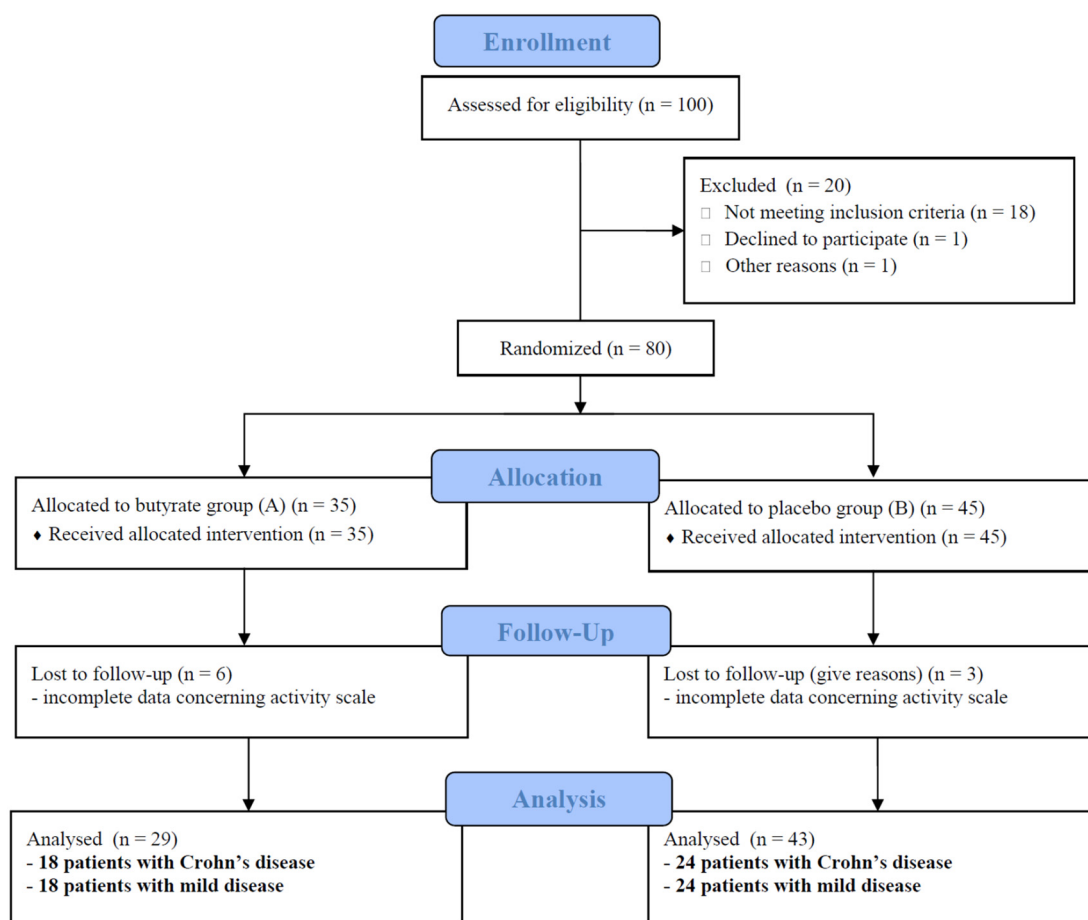 Enrollment
Assessed for eligibility (n = 100)
Excluded (n = 20)
□ Not meeting inclusion criteria (n = 18)
□ Declined to participate (n = 1)
□ Other reasons (n = 1)
Randomized (n = 80)
Allocation
Allocated to butyrate group (A) (n = 35)
♦ Received allocated intervention (n = 35)
Allocated to placebo group (B) (n = 45)
♦ Received allocated intervention (n = 45)
Follow-Up
Lost to follow-up (n = 6)
- incomplete data concerning activity scale
Lost to follow-up (give reasons) (n = 3)
- incomplete data concerning activity scale
Analysis
Analysed (n = 29)
- 18 patients with Crohn’s disease
- 18 patients with mild disease
Analysed (n = 43)
- 24 patients with Crohn’s disease
- 24 patients with mild disease